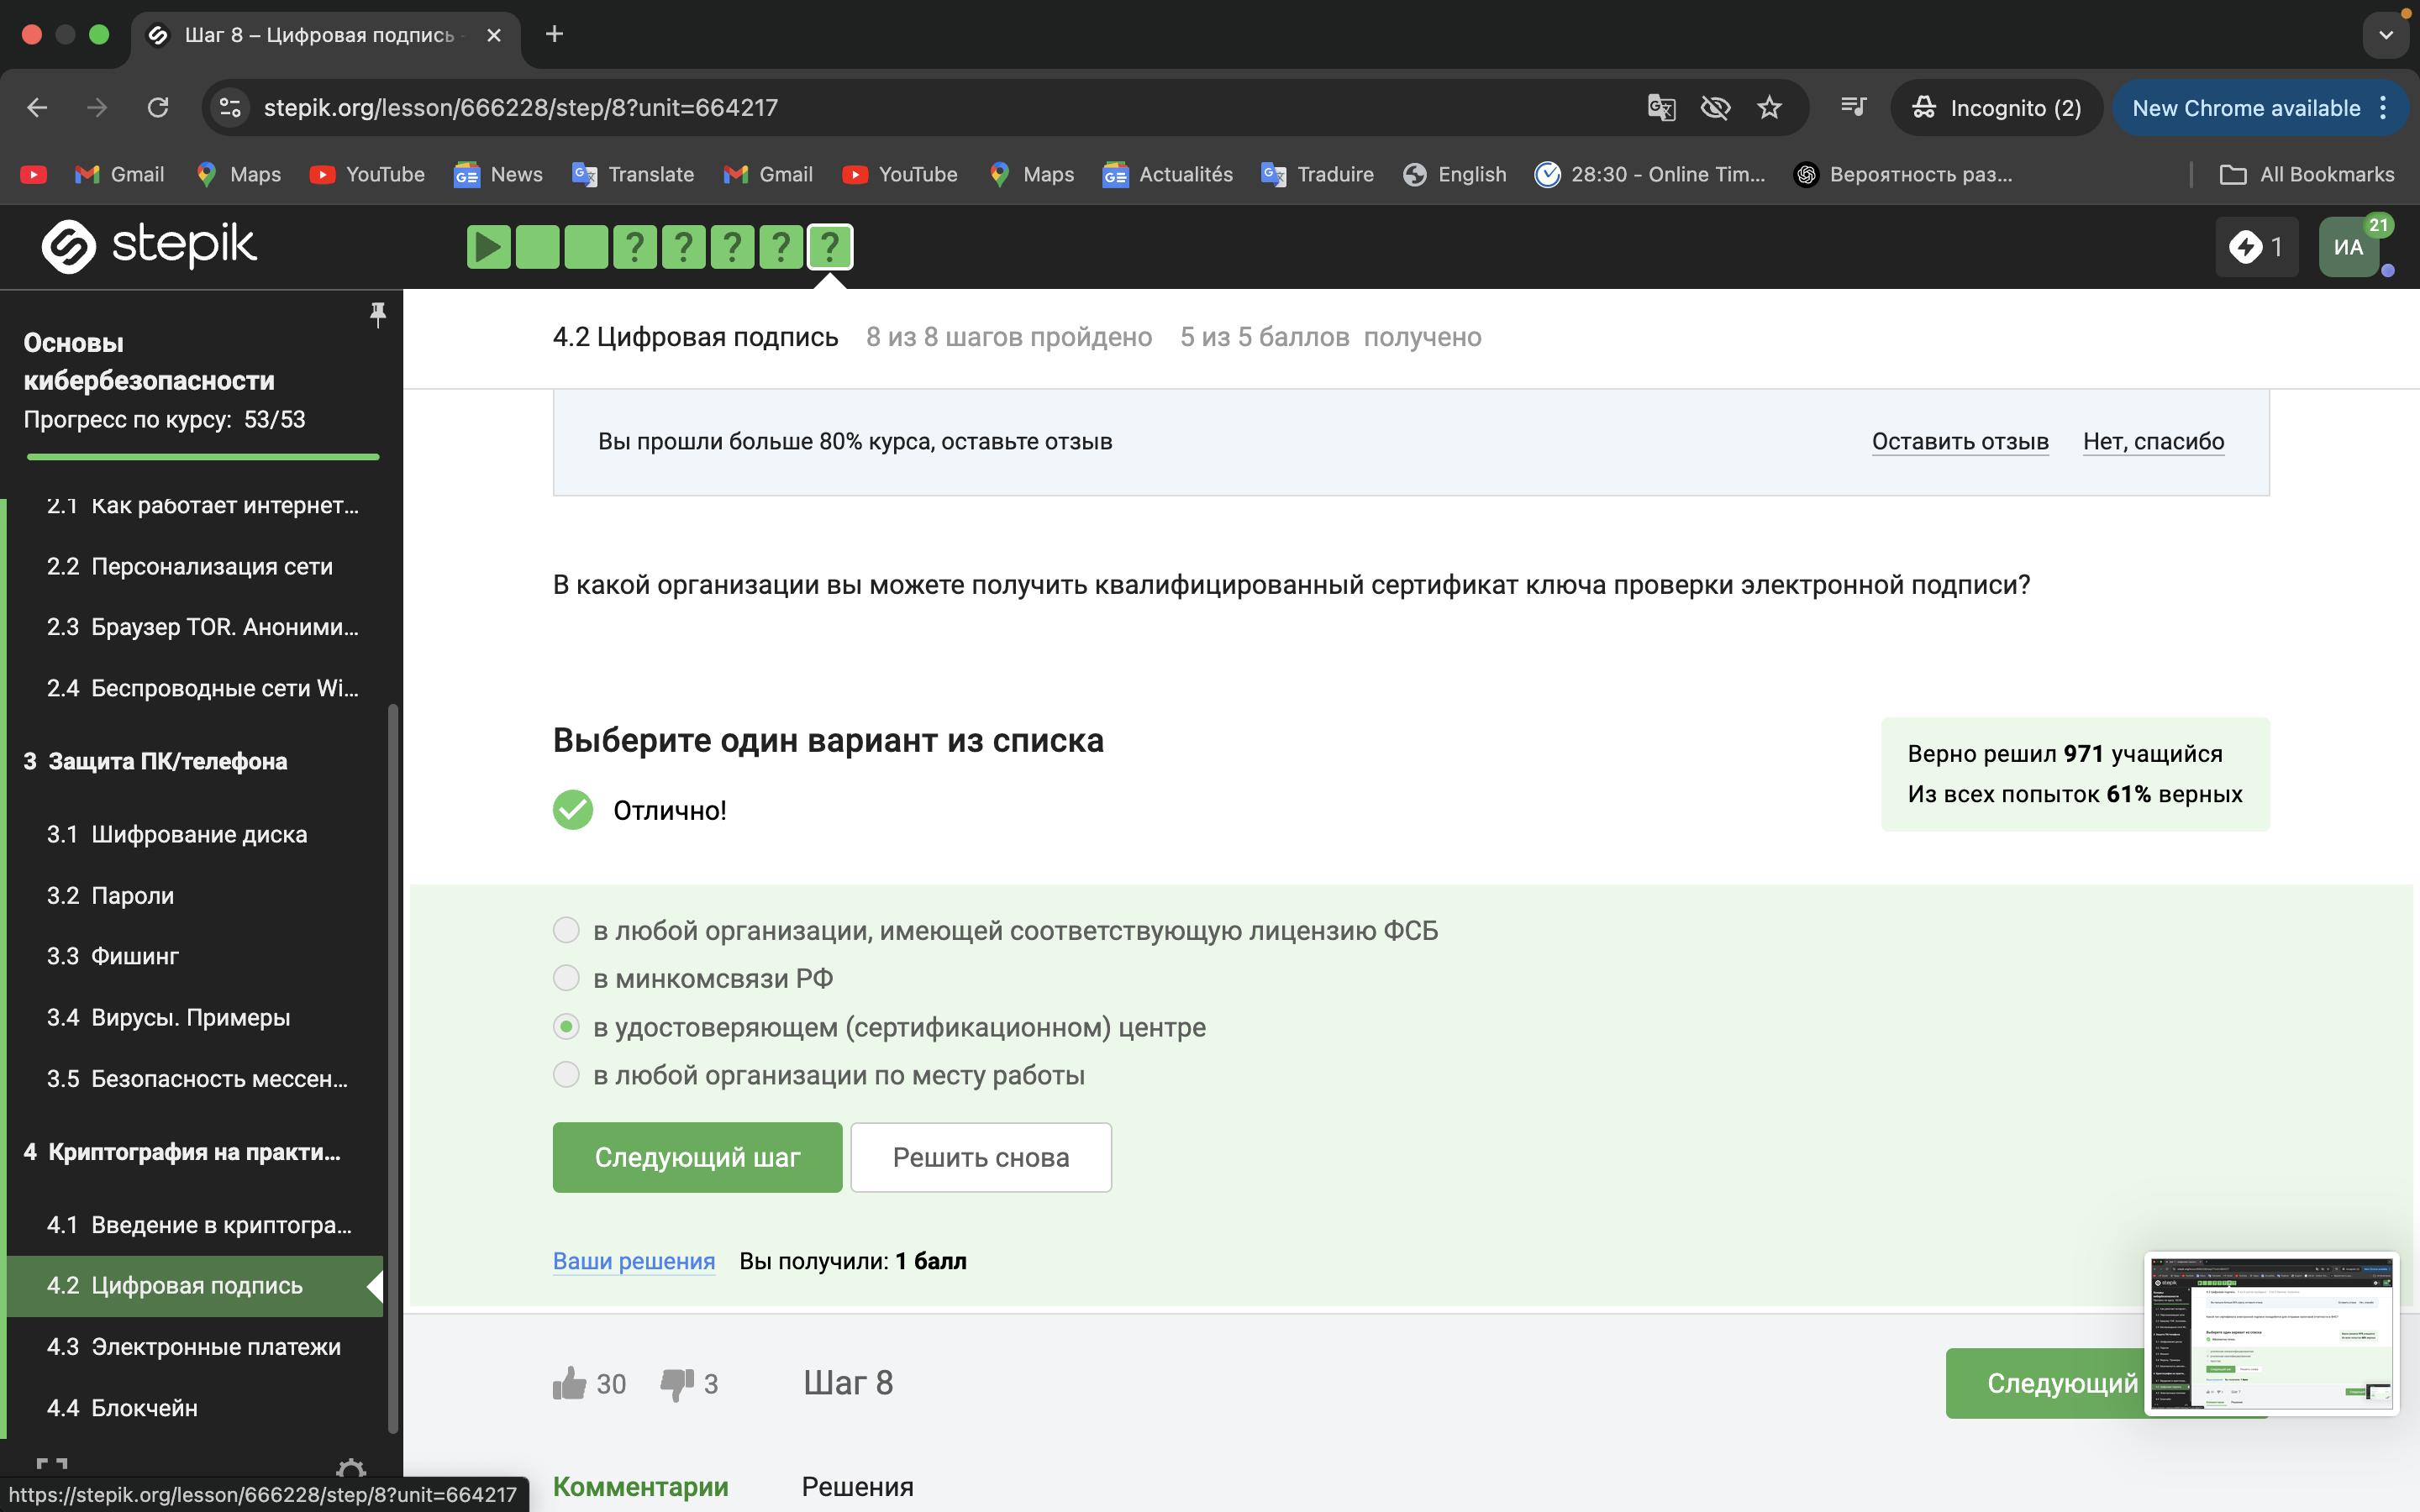 Шаг 8 – Цифровая подпись
stepik.org/lesson/666228/step/8?unit=664217
Incognito (2)
New Chrome available
Gmail
Maps
YouTube
News
Translate
Gmail
YouTube
Maps
Actualités
Traduire
English
28:30 - Online Tim...
Вероятность раз...
All Bookmarks
stepik
? ? ? ? ?
1
ИА
21
Основы
кибербезопасности
Прогресс по курсу: 53/53
2.1 Как работает интернет...
2.2 Персонализация сети
2.3 Браузер TOR. Аноними...
2.4 Беспроводные сети Wi...
3 Защита ПК/телефона
3.1 Шифрование диска
3.2 Пароли
3.3 Фишинг
3.4 Вирусы. Примеры
3.5 Безопасность мессен...
4 Криптография на практи...
4.1 Введение в криптогра...
4.2 Цифровая подпись
4.3 Электронные платежи
4.4 Блокчейн
https://stepik.org/lesson/666228/step/8?unit=664217
4.2 Цифровая подпись 8 из 8 шагов пройдено 5 из 5 баллов получено
Вы прошли больше 80% курса, оставьте отзыв
Оставить отзыв
Нет, спасибо
В какой организации вы можете получить квалифицированный сертификат ключа проверки электронной подписи?
Выберите один вариант из списка
Отлично!
Верно решил 971 учащийся
Из всех попыток 61% верных
в любой организации, имеющей соответствующую лицензию ФСБ
в минкомсвязи РФ
в удостоверяющем (сертификационном) центре
в любой организации по месту работы
Следующий шаг
Решить снова
Ваши решения
Вы получили: 1 балл
30
3
Шаг 8
Следующий
Комментарии
Решения